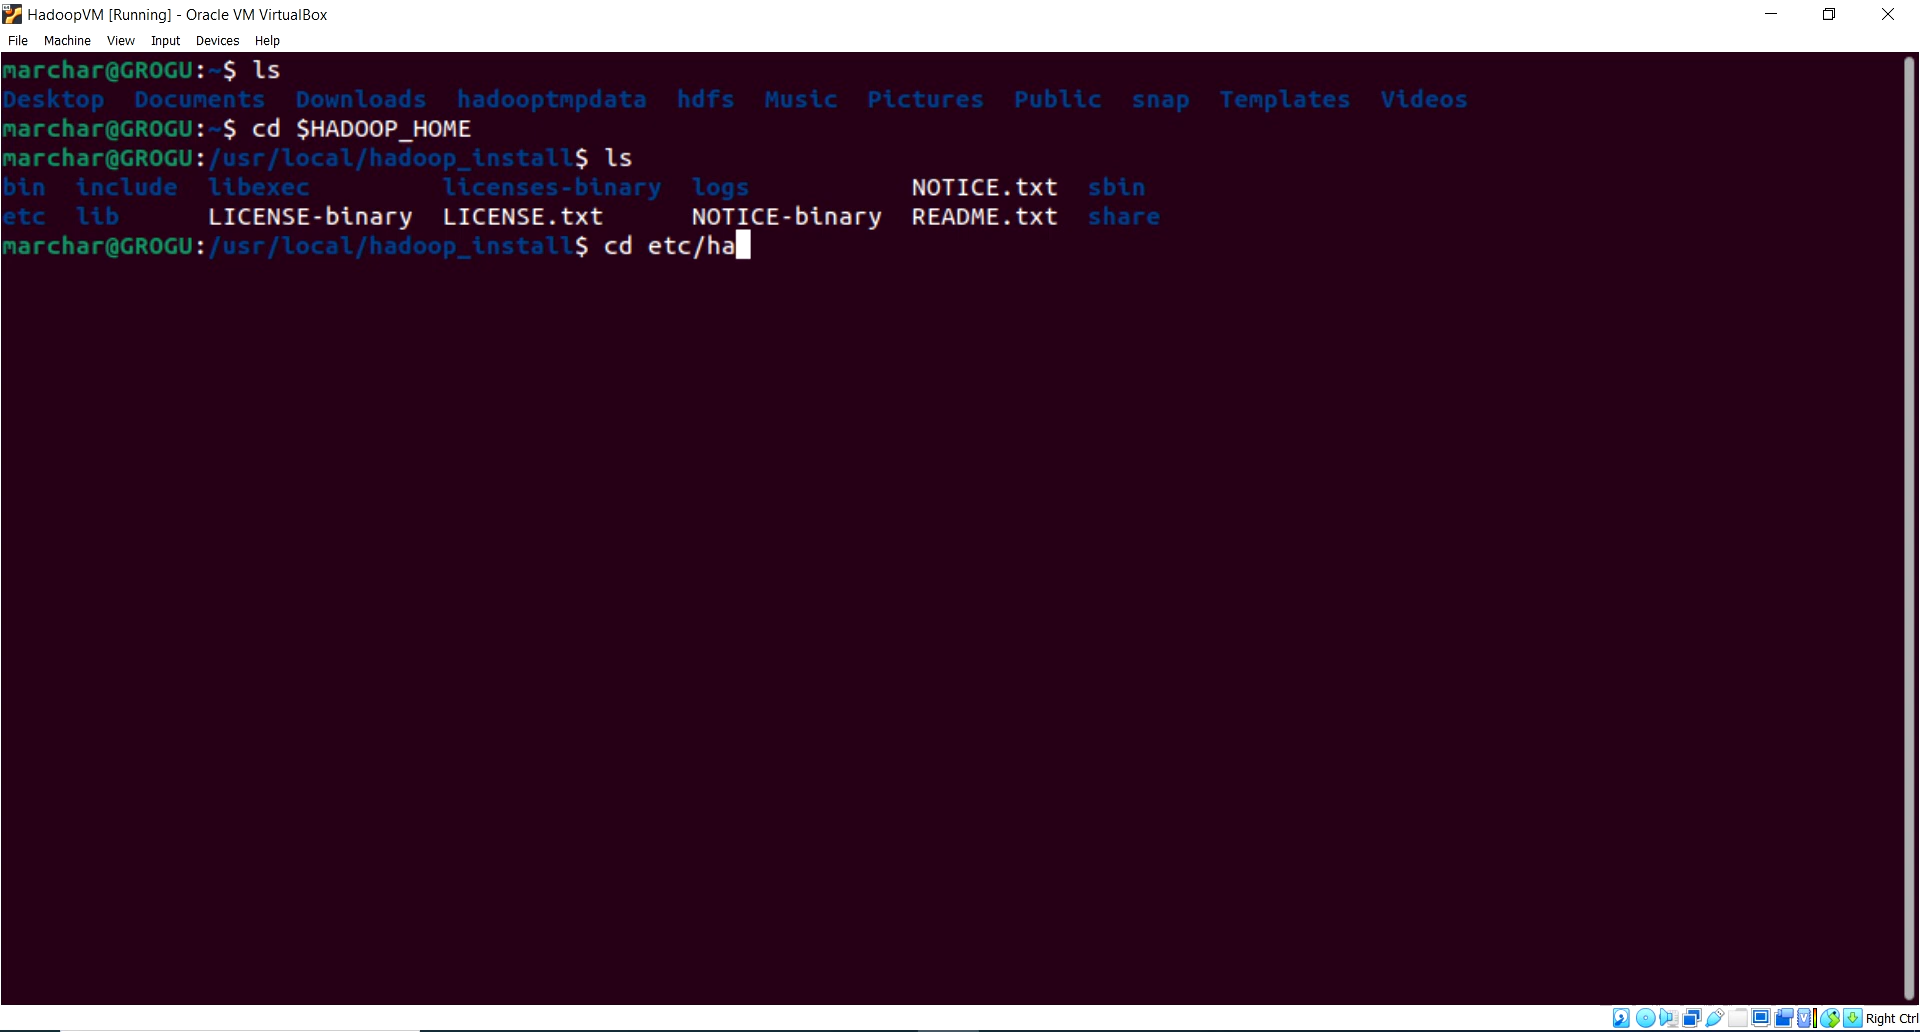 HadoopVM [Running] - Oracle VM VirtualBox
File Machine View Input Devices Help
marchar@GROGU:~$ ls
Desktop Documents Downloads hadooptmpdata hdfs Music Pictures Public snap Templates Videos
marchar@GROGU:~$ cd $HADOOP_HOME
marchar@GROGU:/usr/local/hadoop_install$ ls
bin include libexec licenses-binary logs NOTICE.txt sbin
etc lib LICENSE-binary LICENSE.txt NOTICE-binary README.txt share
marchar@GROGU:/usr/local/hadoop_install$ cd etc/ha
Right Ctrl